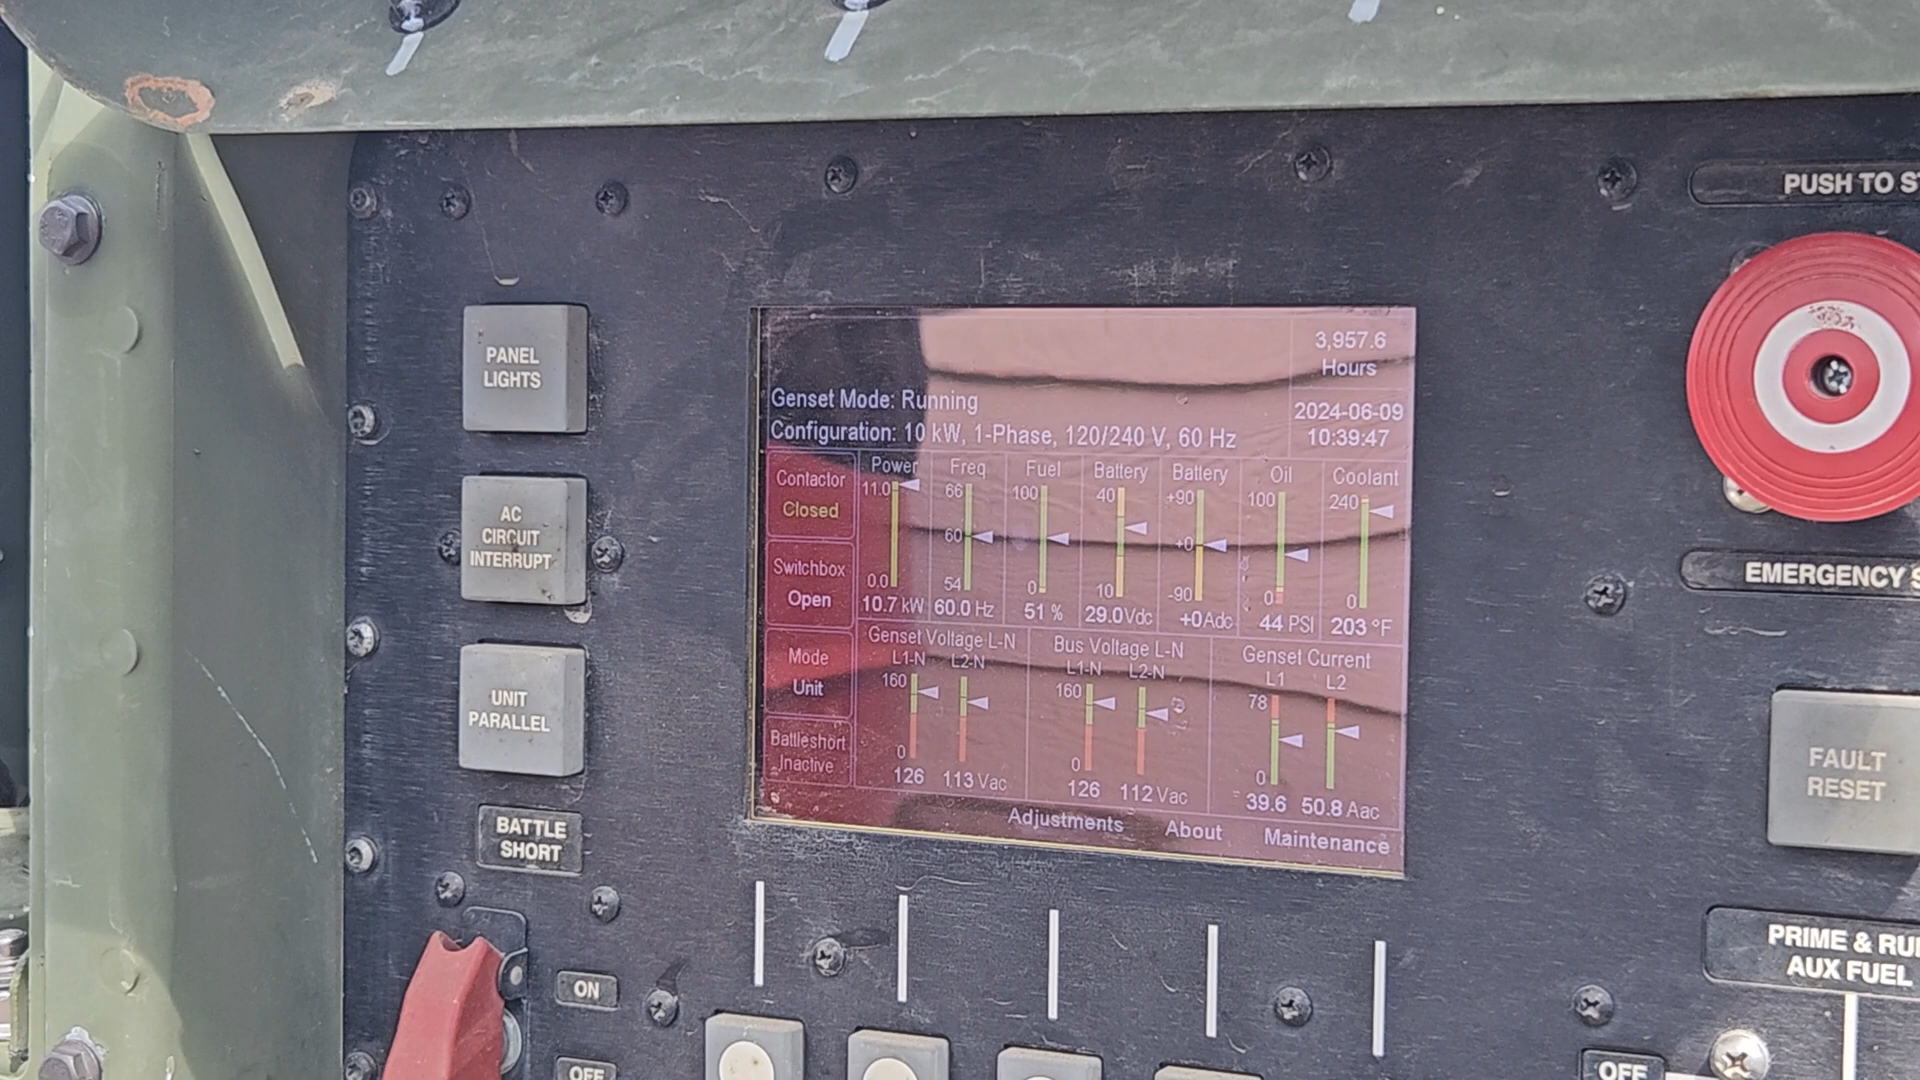 PUSH TO ST
PANEL
LIGHTS
AC
CIRCUIT
INTERRUPT
UNIT
PARALLEL
BATTLE
SHORT
ON
OFF
3,957.6
Hours
Genset Mode: Running
2024-06-09
Configuration: 10 kW, 1-Phase, 120/240 V, 60 Hz
10:39:47
Contactor
Closed
Switchbox
Open
Mode
Unit
Battleshort
Inactive
Power Freq Fuel Battery Battery Oil Coolant
11.0 66 100 40 +90 100 240
60 +0
0.0 54 0 10 -90 0 0
10.7 kW 60.0 Hz 51 % 29.0 Vdc +0 Adc 44 PSI 203 °F
Genset Voltage L-N Bus Voltage L-N Genset Current
L1-N L2-N L1-N L2-N L1 L2
160 160 78
0 0 0
126 113 Vac 126 112 Vac 39.6 50.8 Aac
Adjustments About Maintenance
EMERGENCY S
FAULT
RESET
PRIME & RU
AUX FUEL
OFF